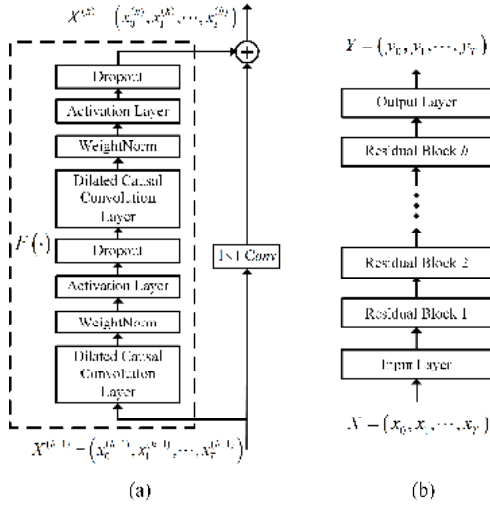 X^(h) = (x_0^(h), x_1^(h), ⋯, x_T^(h))
Dropout
Activation Layer
WeightNorm
Dilated Causal
Convolution
Layer
F(·)
Dropout
Activation Layer
WeightNorm
Dilated Causal
Convolution
Layer
+
1×1 Conv
X^(h-1) = (x_0^(h-1), x_1^(h-1), ⋯, x_T^(h-1))
(a)
Y = (y_0, y_1, ⋯, y_T)
Output Layer
Residual Block h
Residual Block 2
Residual Block 1
Input Layer
X = (x_0, x_1, ⋯, x_T)
(b)